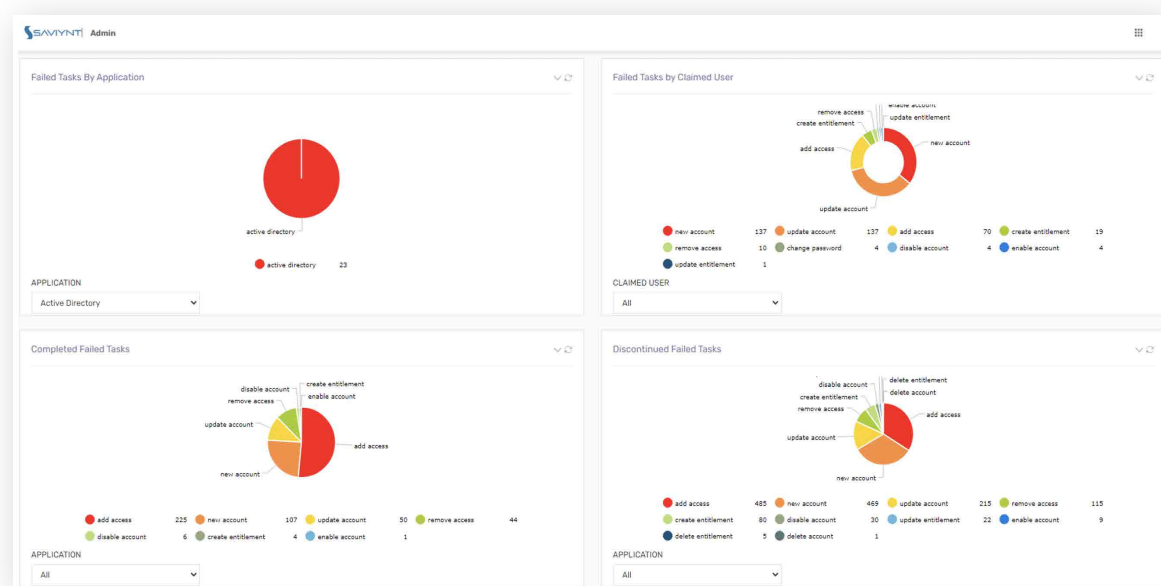 SAVIYNT Admin
Failed Tasks By Application
active directory
active directory 23
APPLICATION
Active Directory
Failed Tasks by Claimed User
enable account
remove access
update entitlement
create entitlement
new account
add access
update account
new account 137 update account 137 add access 70 create entitlement 19
remove access 10 change password 4 disable account 4 enable account 4
update entitlement 1
CLAIMED USER
All
Completed Failed Tasks
create entitlement
disable account
enable account
remove access
update account
add access
new account
add access 225 new account 107 update account 50 remove access 44
disable account 6 create entitlement 4 enable account 1
APPLICATION
All
Discontinued Failed Tasks
delete entitlement
disable account
delete account
create entitlement
remove access
add access
update account
new account
add access 485 new account 469 update account 215 remove access 115
create entitlement 80 disable account 30 update entitlement 22 enable account 9
delete entitlement 5 delete account 1
APPLICATION
All